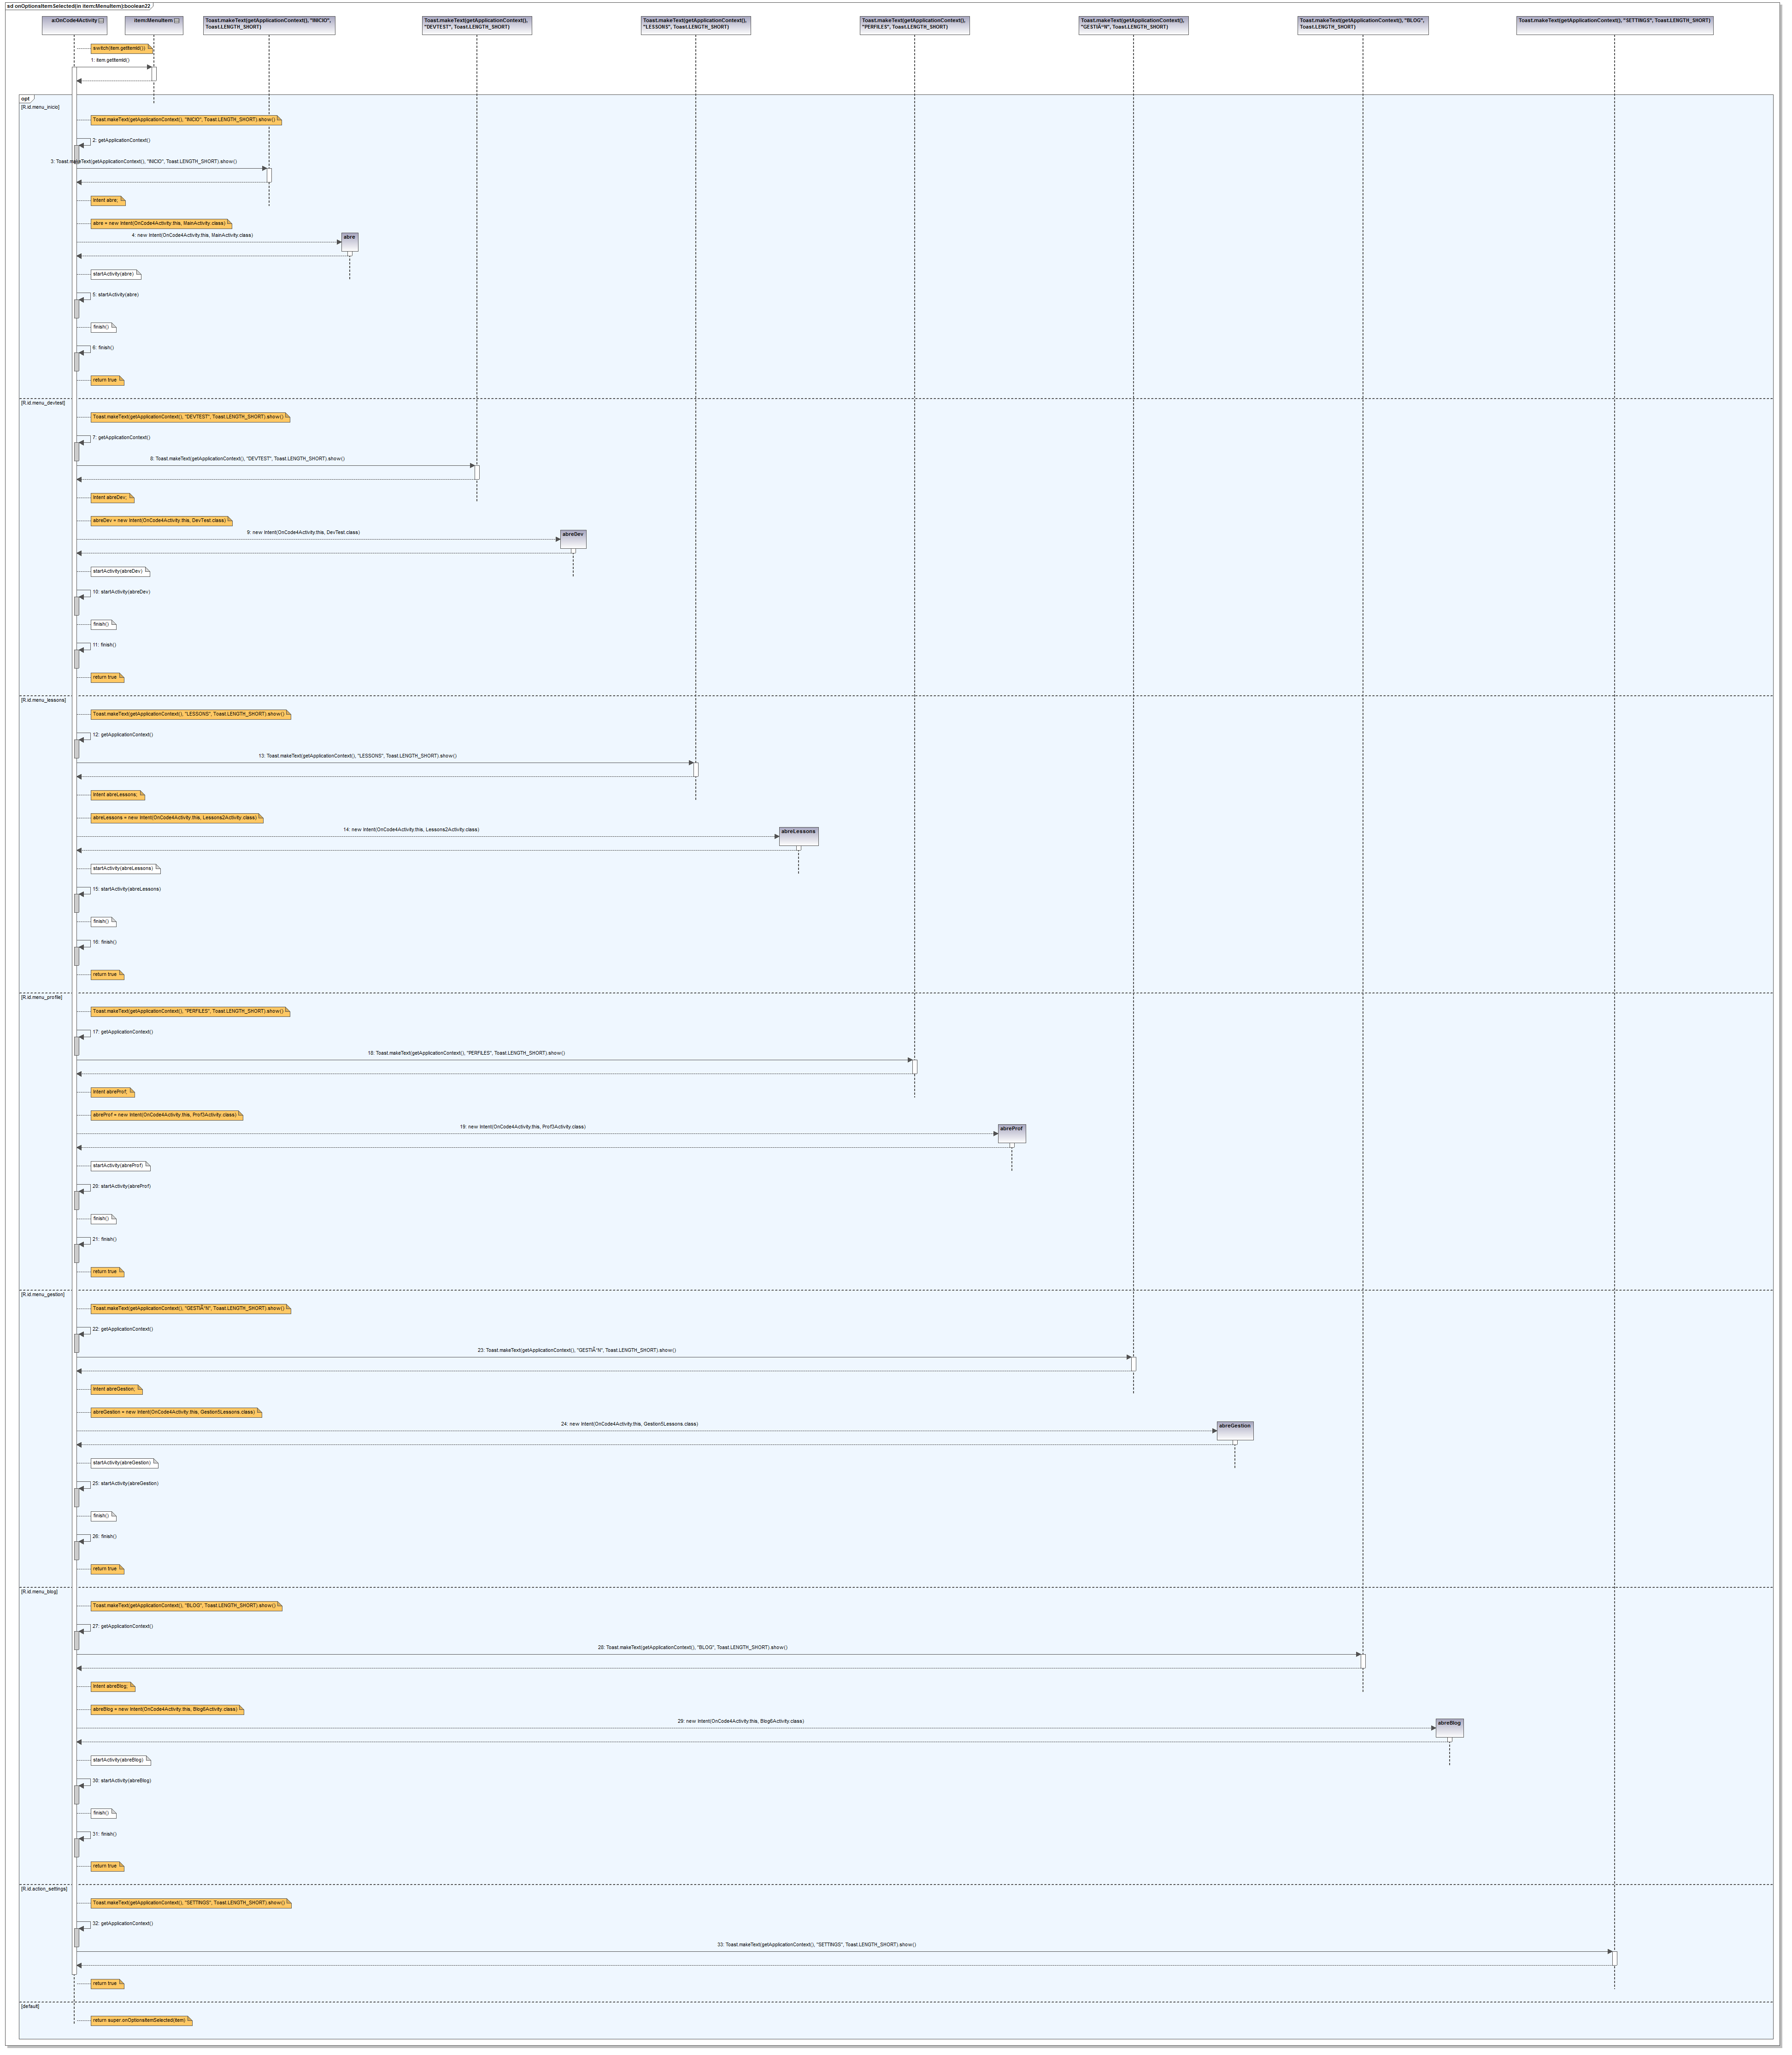 sd onOptionsItemSelected(in item:MenuItem):boolean22
a:OnCode4Activity
item:MenuItem
Toast.makeText(getApplicationContext(), "INICIO",
Toast.LENGTH_SHORT)
Toast.makeText(getApplicationContext(),
"DEVTEST", Toast.LENGTH_SHORT)
Toast.makeText(getApplicationContext(),
"LESSONS", Toast.LENGTH_SHORT)
Toast.makeText(getApplicationContext(),
"PERFILES", Toast.LENGTH_SHORT)
Toast.makeText(getApplicationContext(),
"GESTIÃ“N", Toast.LENGTH_SHORT)
Toast.makeText(getApplicationContext(), "BLOG",
Toast.LENGTH_SHORT)
Toast.makeText(getApplicationContext(), "SETTINGS", Toast.LENGTH_SHORT)
switch(item.getItemId())
1: item.getItemId()
opt
[R.id.menu_inicio]
Toast.makeText(getApplicationContext(), "INICIO", Toast.LENGTH_SHORT).show()
2: getApplicationContext()
3: Toast.makeText(getApplicationContext(), "INICIO", Toast.LENGTH_SHORT).show()
Intent abre;
abre = new Intent(OnCode4Activity.this, MainActivity.class)
4: new Intent(OnCode4Activity.this, MainActivity.class)
abre
startActivity(abre)
5: startActivity(abre)
finish()
6: finish()
return true
[R.id.menu_devtest]
Toast.makeText(getApplicationContext(), "DEVTEST", Toast.LENGTH_SHORT).show()
7: getApplicationContext()
8: Toast.makeText(getApplicationContext(), "DEVTEST", Toast.LENGTH_SHORT).show()
Intent abreDev;
abreDev = new Intent(OnCode4Activity.this, DevTest.class)
9: new Intent(OnCode4Activity.this, DevTest.class)
abreDev
startActivity(abreDev)
10: startActivity(abreDev)
finish()
11: finish()
return true
[R.id.menu_lessons]
Toast.makeText(getApplicationContext(), "LESSONS", Toast.LENGTH_SHORT).show()
12: getApplicationContext()
13: Toast.makeText(getApplicationContext(), "LESSONS", Toast.LENGTH_SHORT).show()
Intent abreLessons;
abreLessons = new Intent(OnCode4Activity.this, Lessons2Activity.class)
14: new Intent(OnCode4Activity.this, Lessons2Activity.class)
abreLessons
startActivity(abreLessons)
15: startActivity(abreLessons)
finish()
16: finish()
return true
[R.id.menu_profile]
Toast.makeText(getApplicationContext(), "PERFILES", Toast.LENGTH_SHORT).show()
17: getApplicationContext()
18: Toast.makeText(getApplicationContext(), "PERFILES", Toast.LENGTH_SHORT).show()
Intent abreProf;
abreProf = new Intent(OnCode4Activity.this, Prof3Activity.class)
19: new Intent(OnCode4Activity.this, Prof3Activity.class)
abreProf
startActivity(abreProf)
20: startActivity(abreProf)
finish()
21: finish()
return true
[R.id.menu_gestion]
Toast.makeText(getApplicationContext(), "GESTIÃ“N", Toast.LENGTH_SHORT).show()
22: getApplicationContext()
23: Toast.makeText(getApplicationContext(), "GESTIÃ“N", Toast.LENGTH_SHORT).show()
Intent abreGestion;
abreGestion = new Intent(OnCode4Activity.this, Gestion5Lessons.class)
24: new Intent(OnCode4Activity.this, Gestion5Lessons.class)
abreGestion
startActivity(abreGestion)
25: startActivity(abreGestion)
finish()
26: finish()
return true
[R.id.menu_blog]
Toast.makeText(getApplicationContext(), "BLOG", Toast.LENGTH_SHORT).show()
27: getApplicationContext()
28: Toast.makeText(getApplicationContext(), "BLOG", Toast.LENGTH_SHORT).show()
Intent abreBlog;
abreBlog = new Intent(OnCode4Activity.this, Blog6Activity.class)
29: new Intent(OnCode4Activity.this, Blog6Activity.class)
abreBlog
startActivity(abreBlog)
30: startActivity(abreBlog)
finish()
31: finish()
return true
[R.id.action_settings]
Toast.makeText(getApplicationContext(), "SETTINGS", Toast.LENGTH_SHORT).show()
32: getApplicationContext()
33: Toast.makeText(getApplicationContext(), "SETTINGS", Toast.LENGTH_SHORT).show()
return true
[default]
return super.onOptionsItemSelected(item)